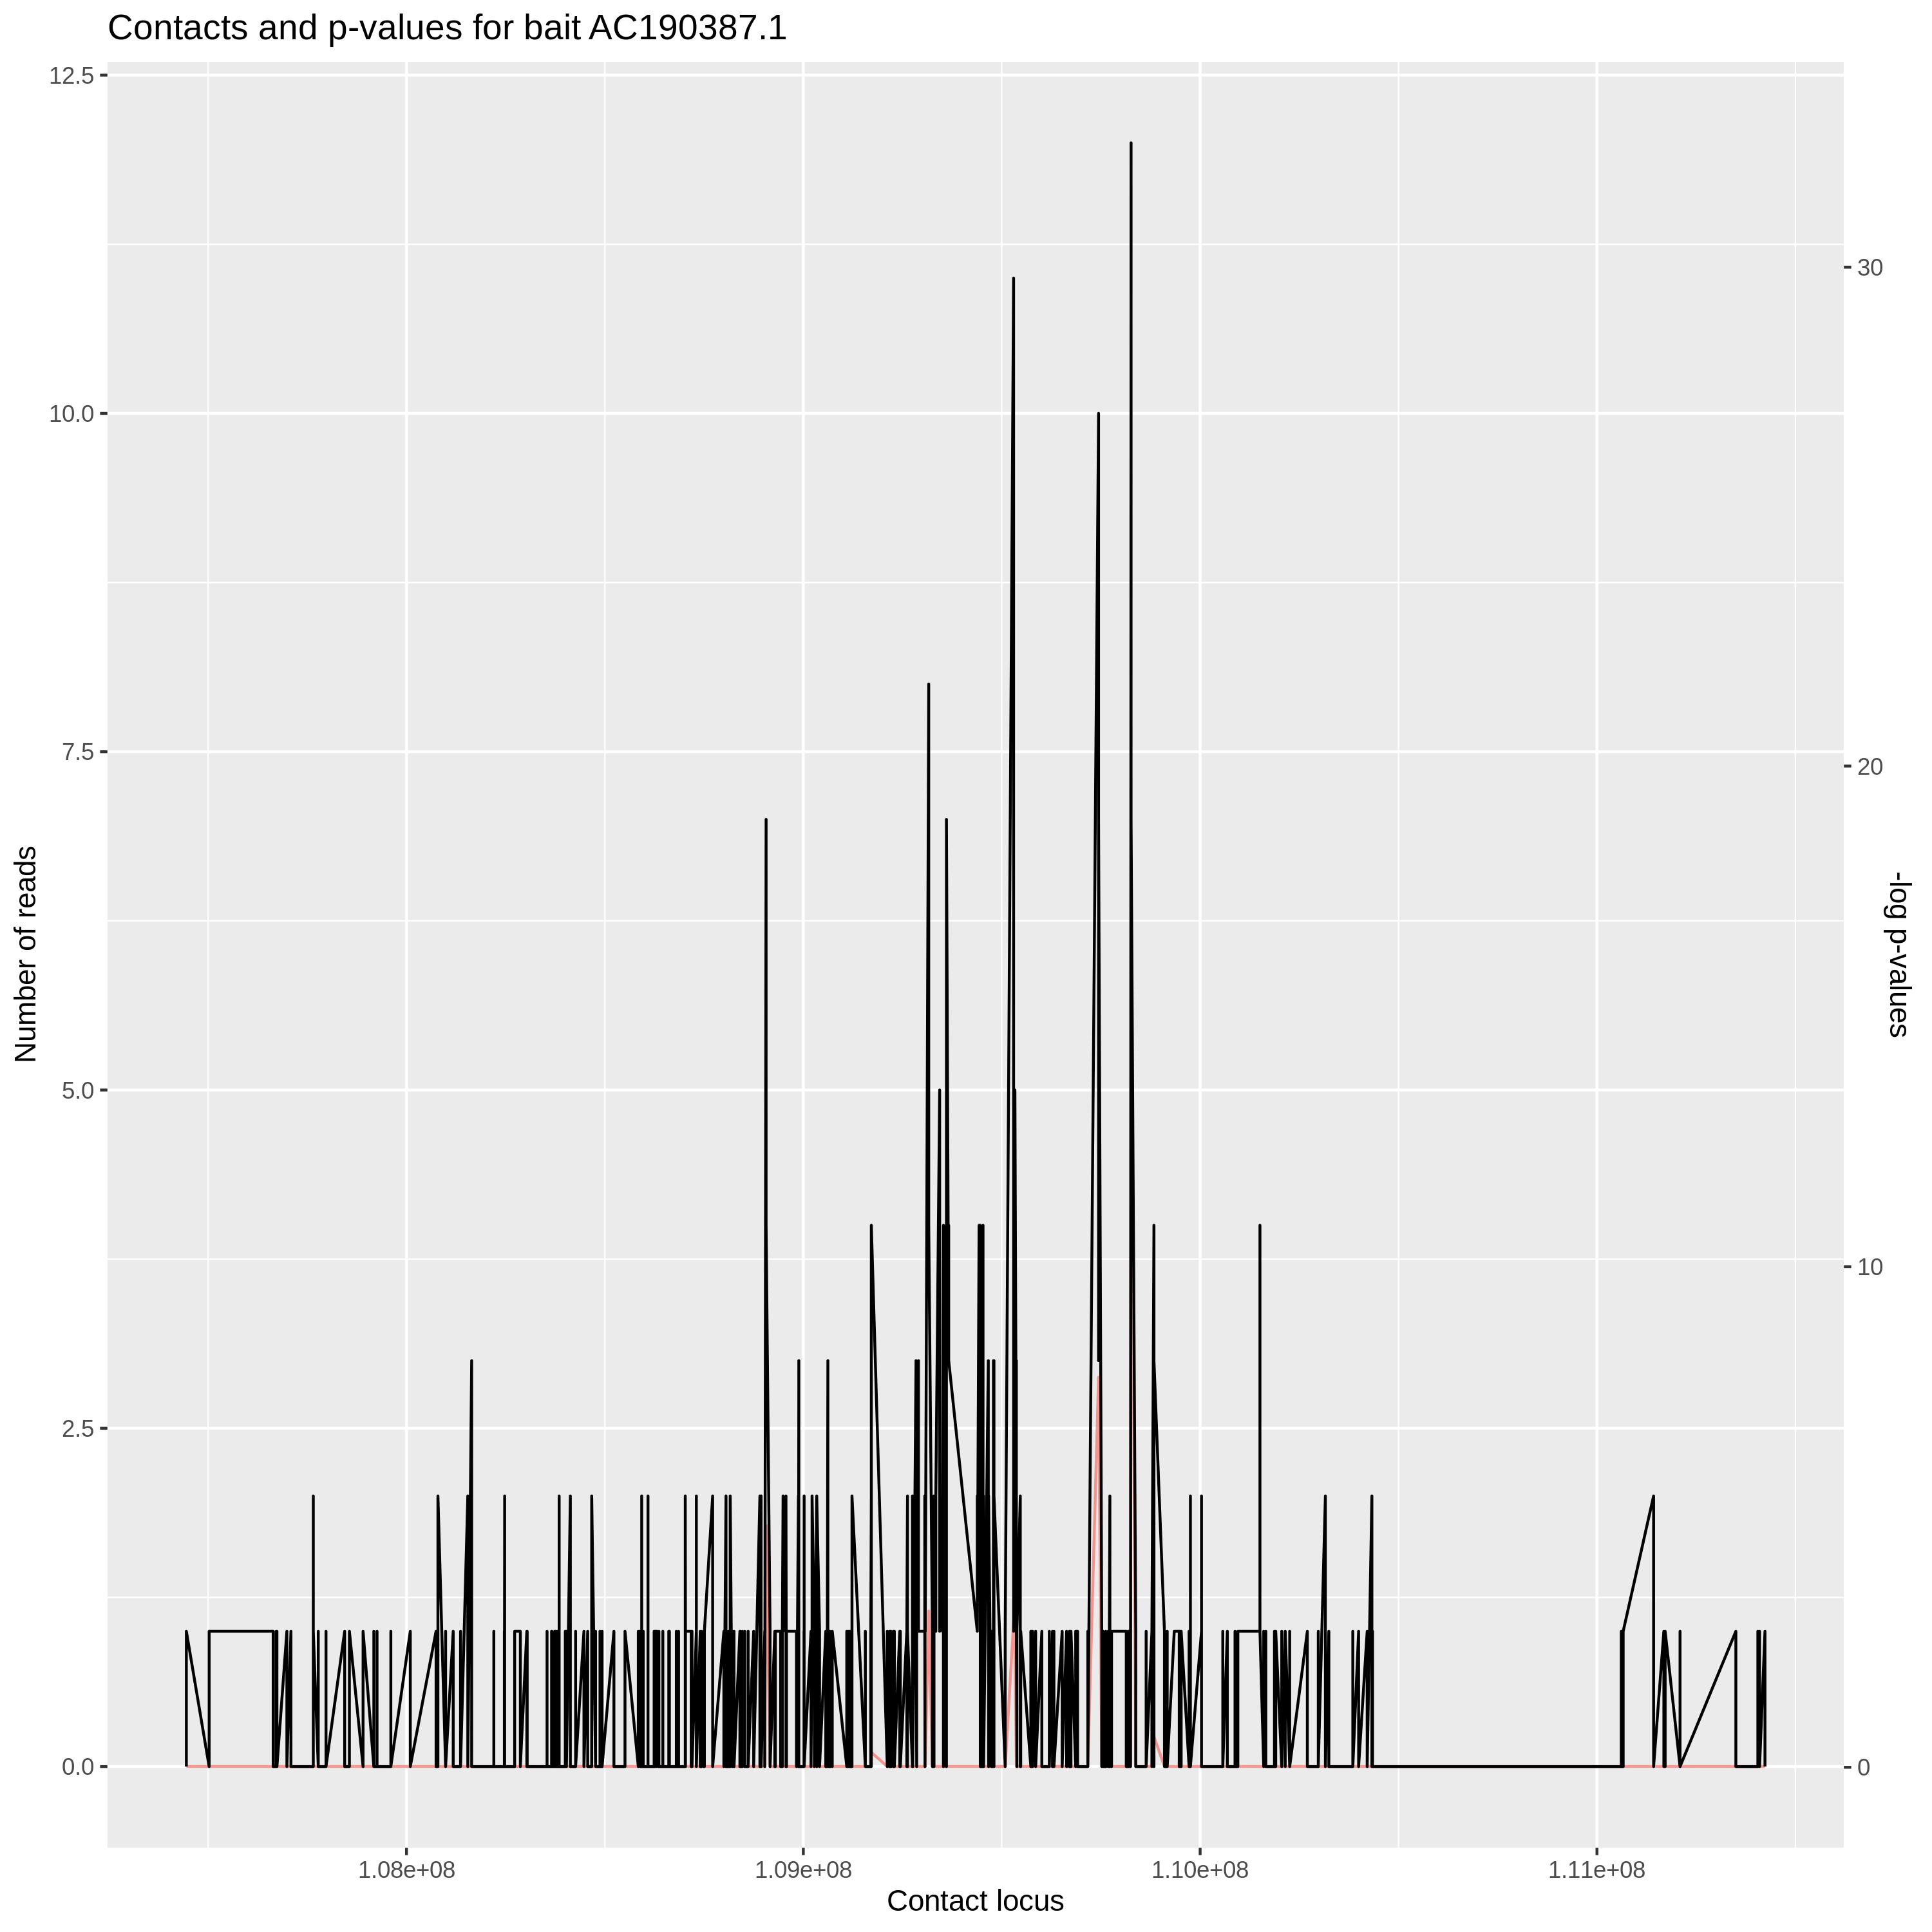 Contacts and p-values for bait AC190387.1
12.5
10.0
7.5
5.0
2.5
0.0
Number of reads
30
20
10
0
-log p-values
1.08e+08
1.09e+08
1.10e+08
1.11e+08
Contact locus